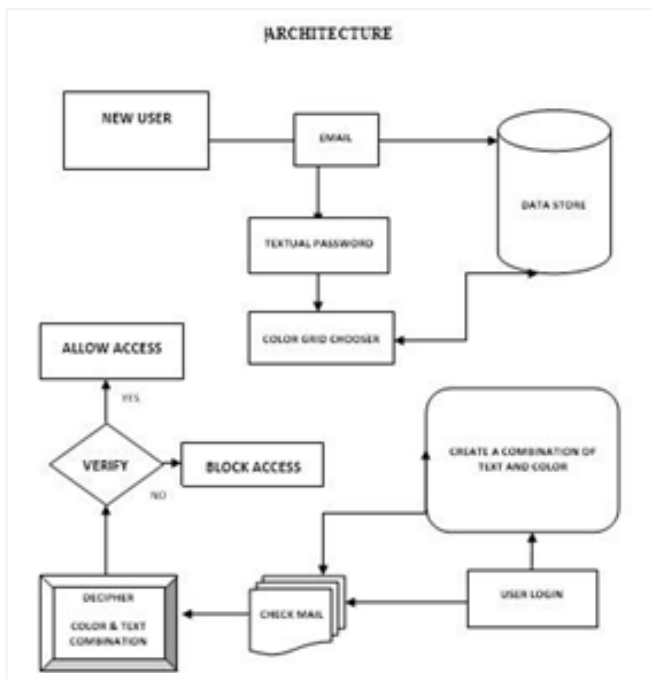 ARCHITECTURE
NEW USER
EMAIL
DATA STORE
TEXTUAL PASSWORD
COLOR GRID CHOOSER
ALLOW ACCESS
YES
VERIFY
BLOCK ACCESS
NO
CREATE A COMBINATION OF
TEXT AND COLOR
USER LOGIN
CHECK MAIL
DECIPHER
COLOR & TEXT
COMBINATION